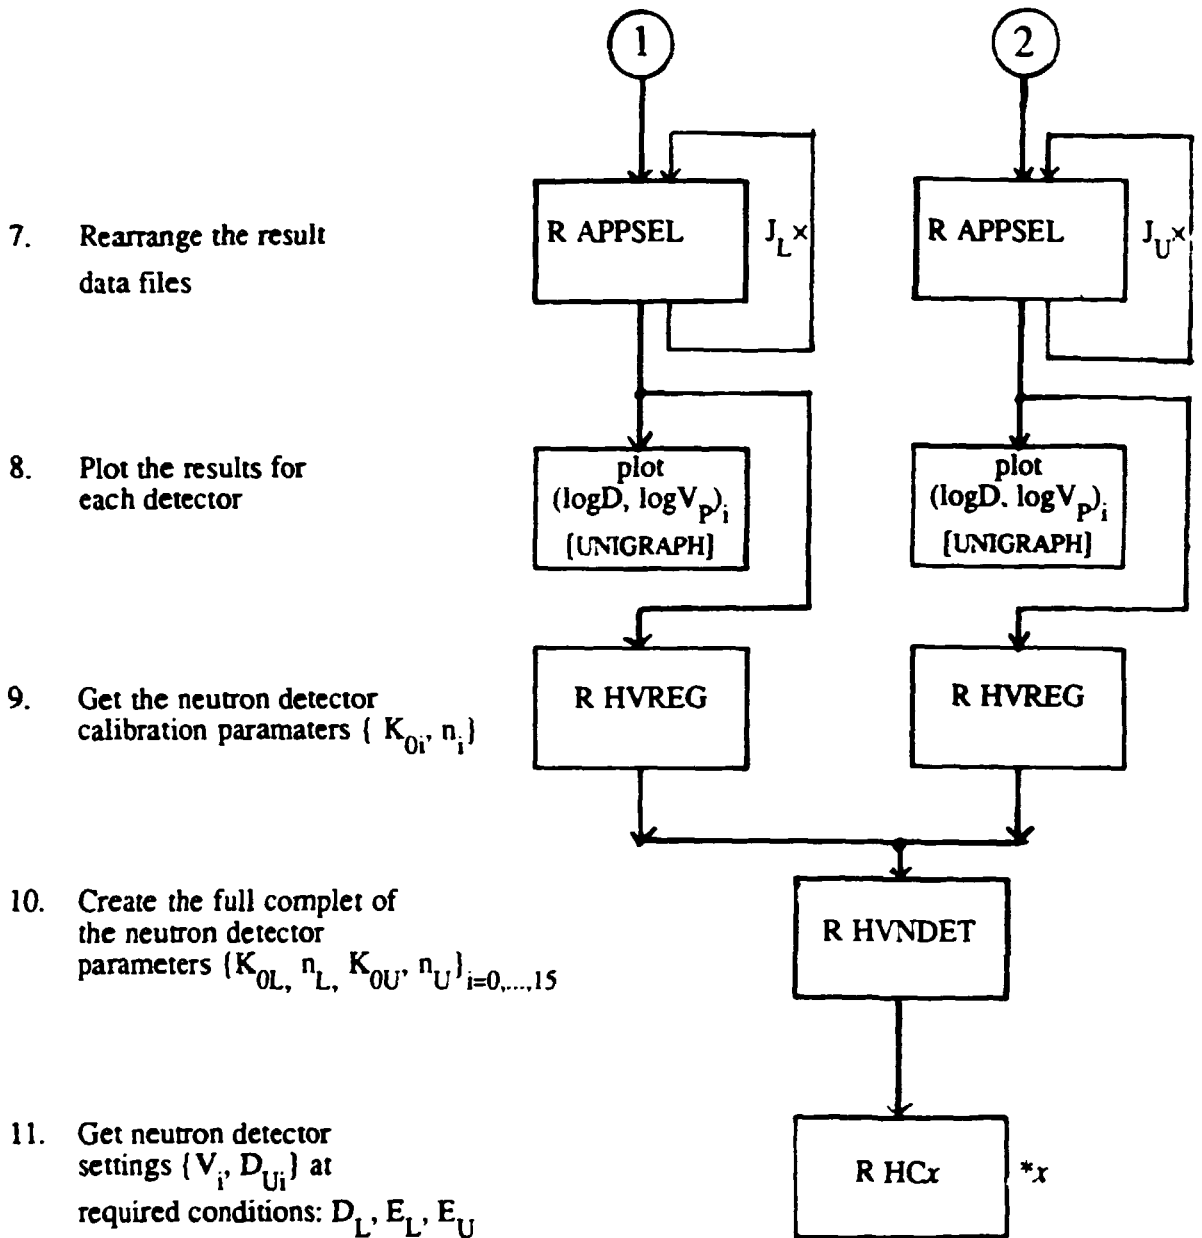 1
2
7. Rearrange the result
data files
R APPSEL
J_L ×
R APPSEL
J_U ×
8. Plot the results for
each detector
plot
(logD, logV_P)_i
[UNIGRAPH]
plot
(logD, logV_P)_i
[UNIGRAPH]
9. Get the neutron detector
calibration paramaters { K_0i, n_i}
R HVREG
R HVREG
10. Create the full complet of
the neutron detector
parameters {K_0L, n_L, K_0U, n_U}_i=0,...,15
R HVNDET
11. Get neutron detector
settings {V_i, D_Ui} at
required conditions: D_L, E_L, E_U
R HCx
*x